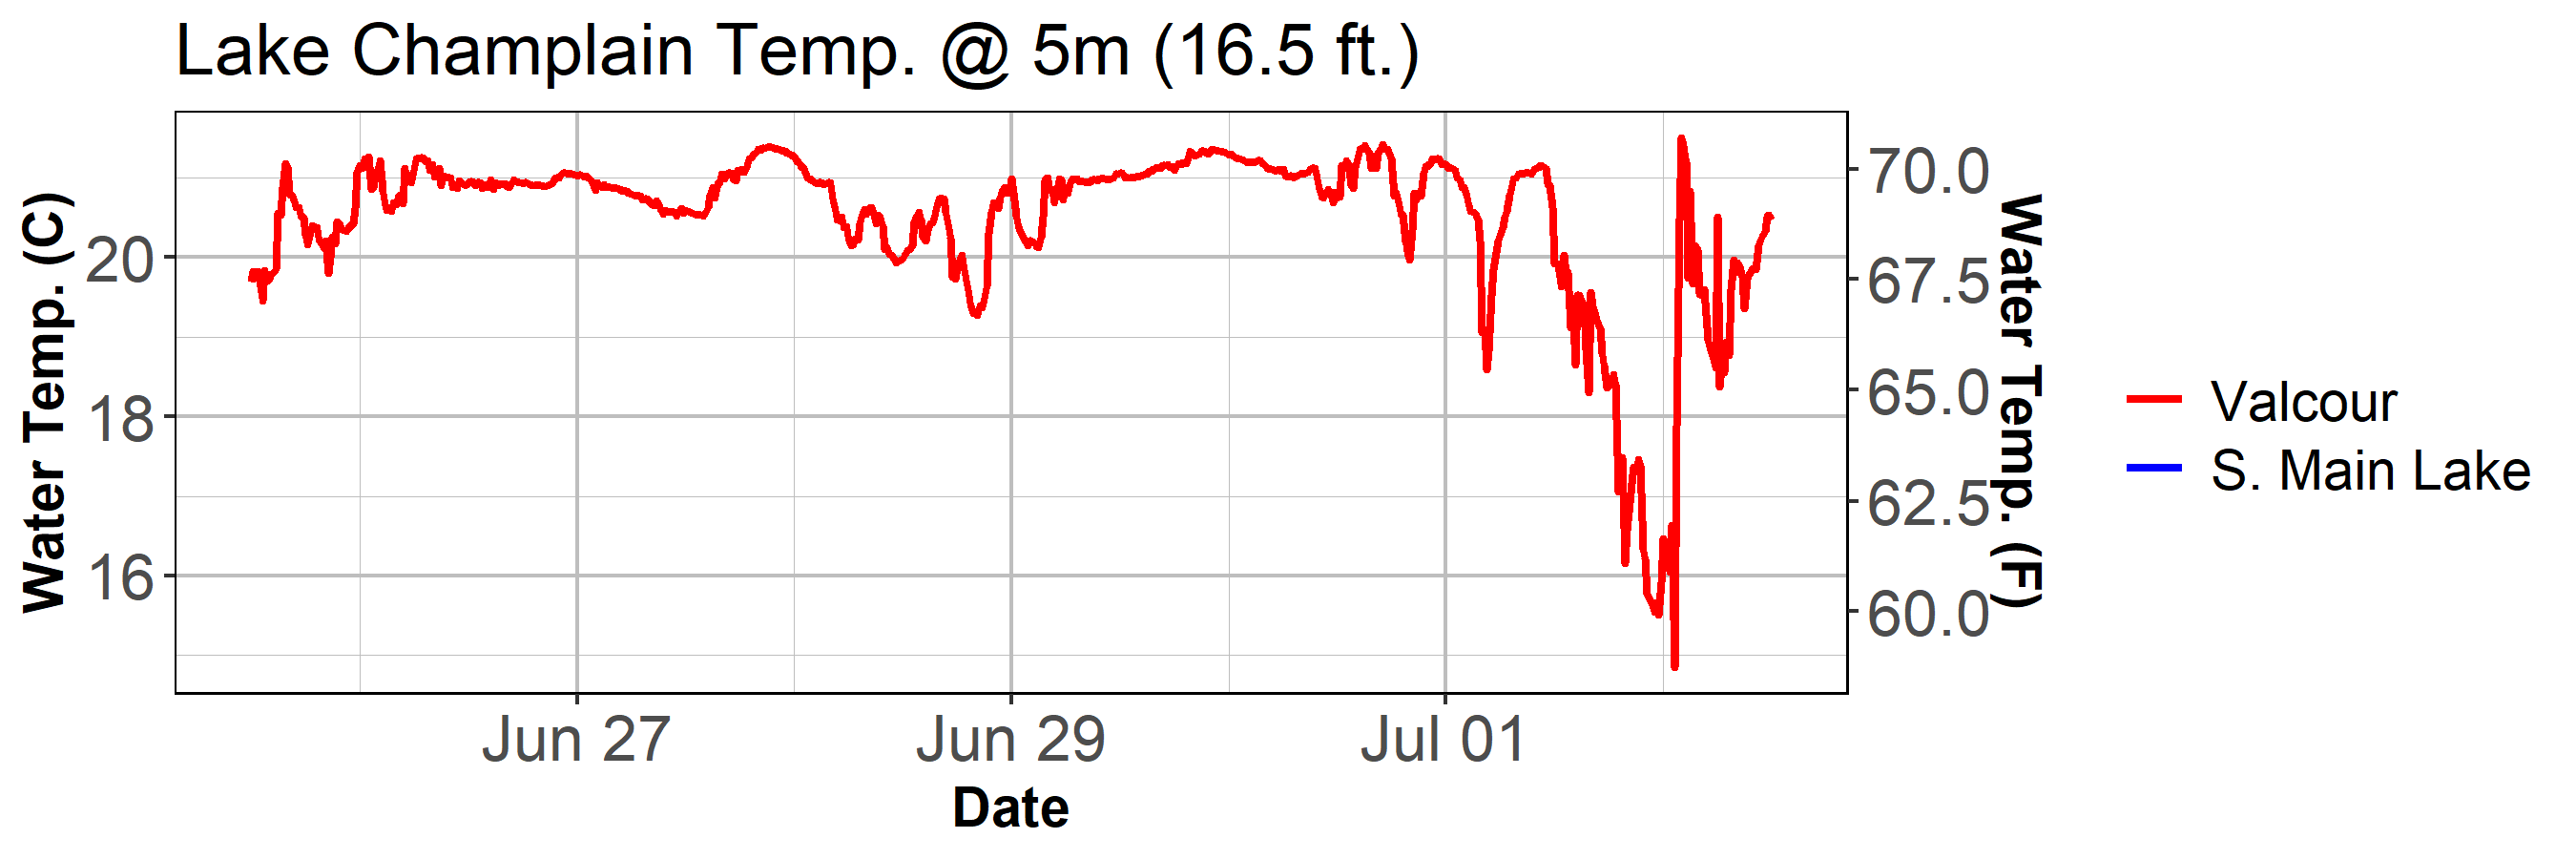 Lake Champlain Temp. @ 5m (16.5 ft.)
Water Temp. (C)
20
18
16
70.0
67.5
65.0
62.5
60.0
Water Temp. (F)
Jun 27
Jun 29
Jul 01
Date
Valcour
S. Main Lake